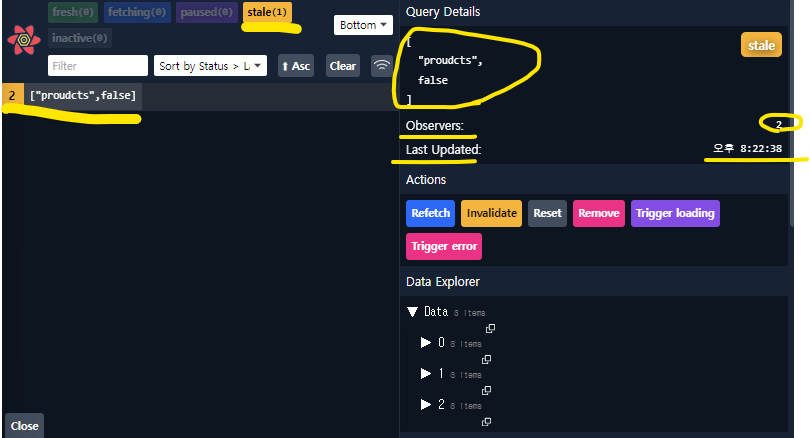 fresh(0) fetching(0) paused(0) stale(1)
inactive(0)
Bottom
Filter Sort by Status > L Asc Clear
2 ["proudcts",false]
Close
Query Details
[
"proudcts",
false
]
stale
Observers: 2
Last Updated: 오후 8:22:38
Actions
Refetch Invalidate Reset Remove Trigger loading
Trigger error
Data Explorer
Data 8 items
0 8 items
1 8 items
2 8 items